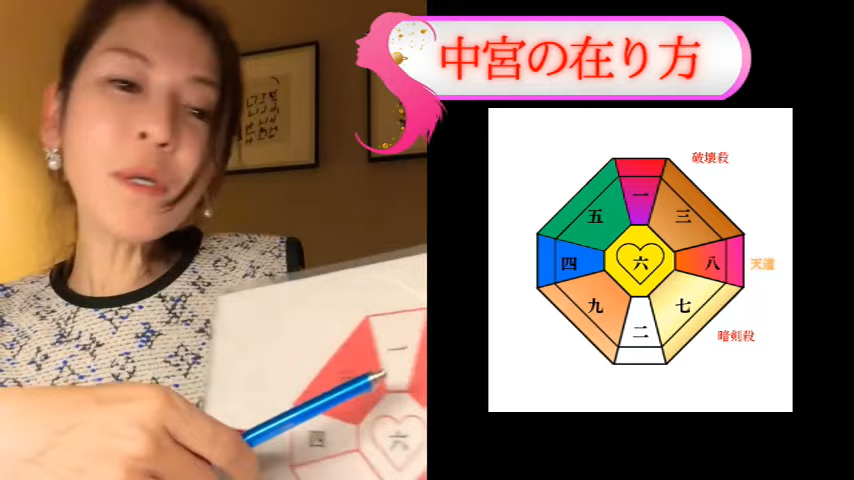 中宮の在り方
破壊殺
一
五
三
四
六
八
天道
九
七
二
暗剣殺
一
四
六